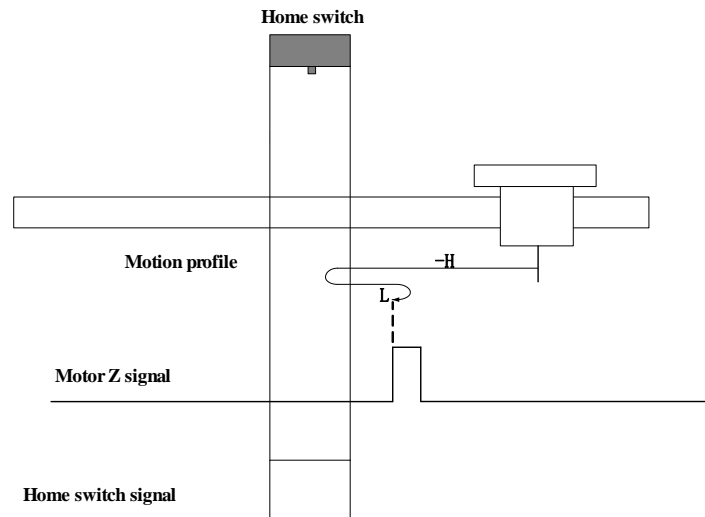 Home switch
Motion profile
-H
L
Motor Z signal
Home switch signal